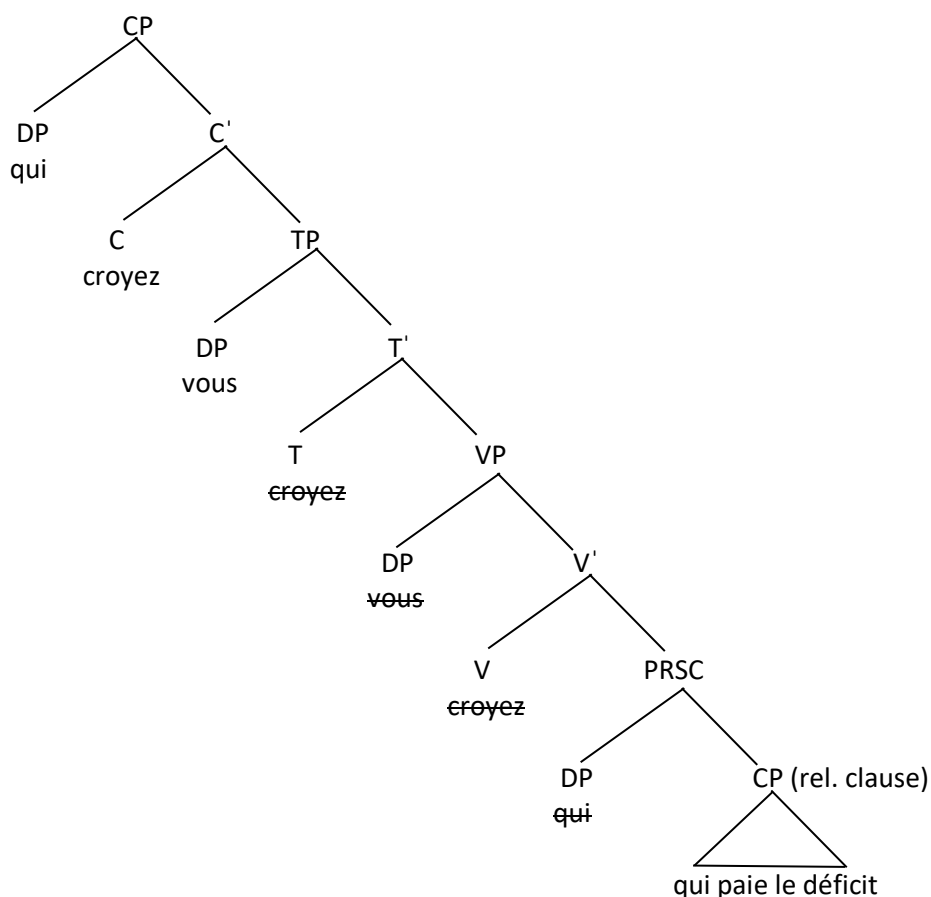 CP
DP
C'
qui
C
TP
croyez
DP
T'
vous
T
VP
croyez
DP
V'
vous
V
PRSC
croyez
DP
CP (rel. clause)
qui
qui paie le déficit